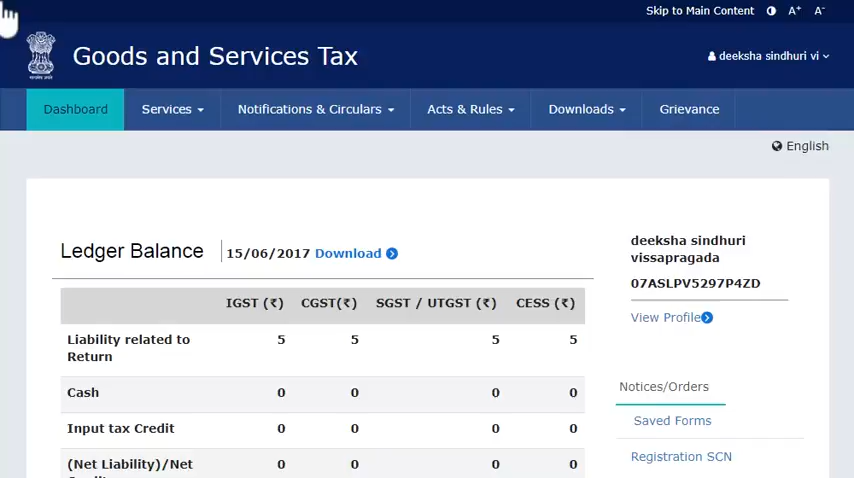 Skip to Main Content A+ A-
Goods and Services Tax
deeksha sindhuri vi
Dashboard Services Notifications & Circulars Acts & Rules Downloads Grievance
English
Ledger Balance 15/06/2017 Download
IGST (₹) CGST(₹) SGST / UTGST (₹) CESS (₹)
Liability related to
Return 5 5 5 5
Cash 0 0 0 0
Input tax Credit 0 0 0 0
(Net Liability)/Net 0 0 0 0
deeksha sindhuri
vissapragada
07ASLPV5297P4ZD
View Profile
Notices/Orders
Saved Forms
Registration SCN